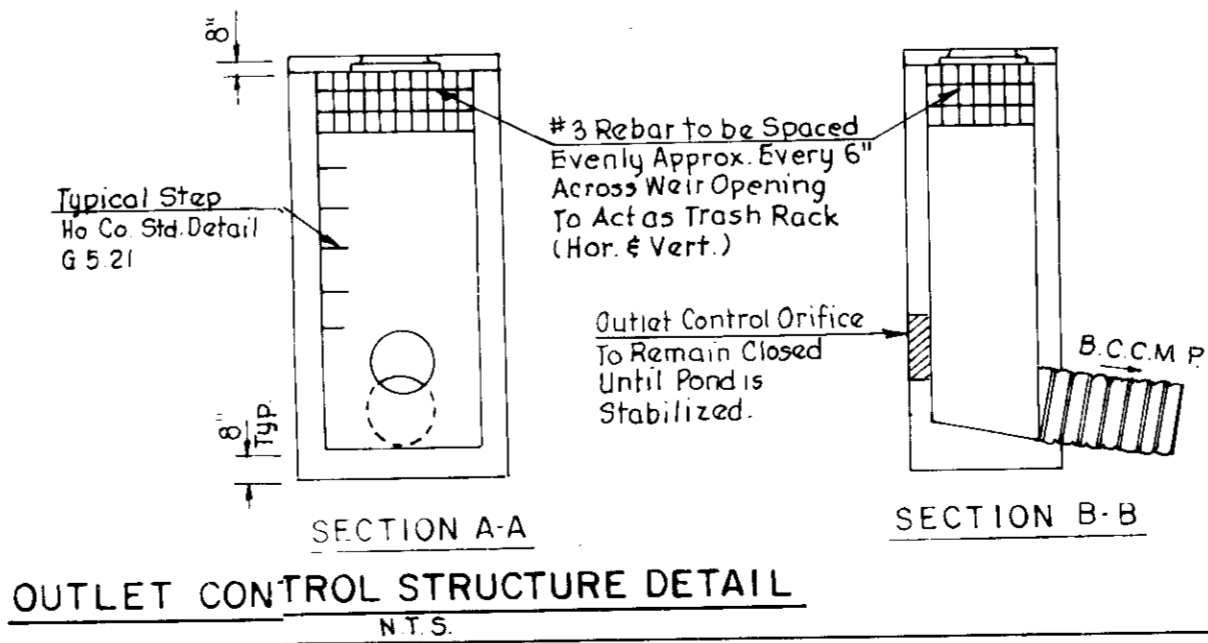 8"
#3 Rebar to be Spaced
Evenly Approx. Every 6"
Across Weir Opening
To Act as Trash Rack
(Hor. & Vert.)
Typical Step
Ho Co. Std. Detail
G 5.21
Outlet Control Orifice
To Remain Closed
Until Pond is
Stabilized.
B.C.C.M P.
8"
Typ.
SECTION A-A
SECTION B-B
OUTLET CONTROL STRUCTURE DETAIL
N.T.S.